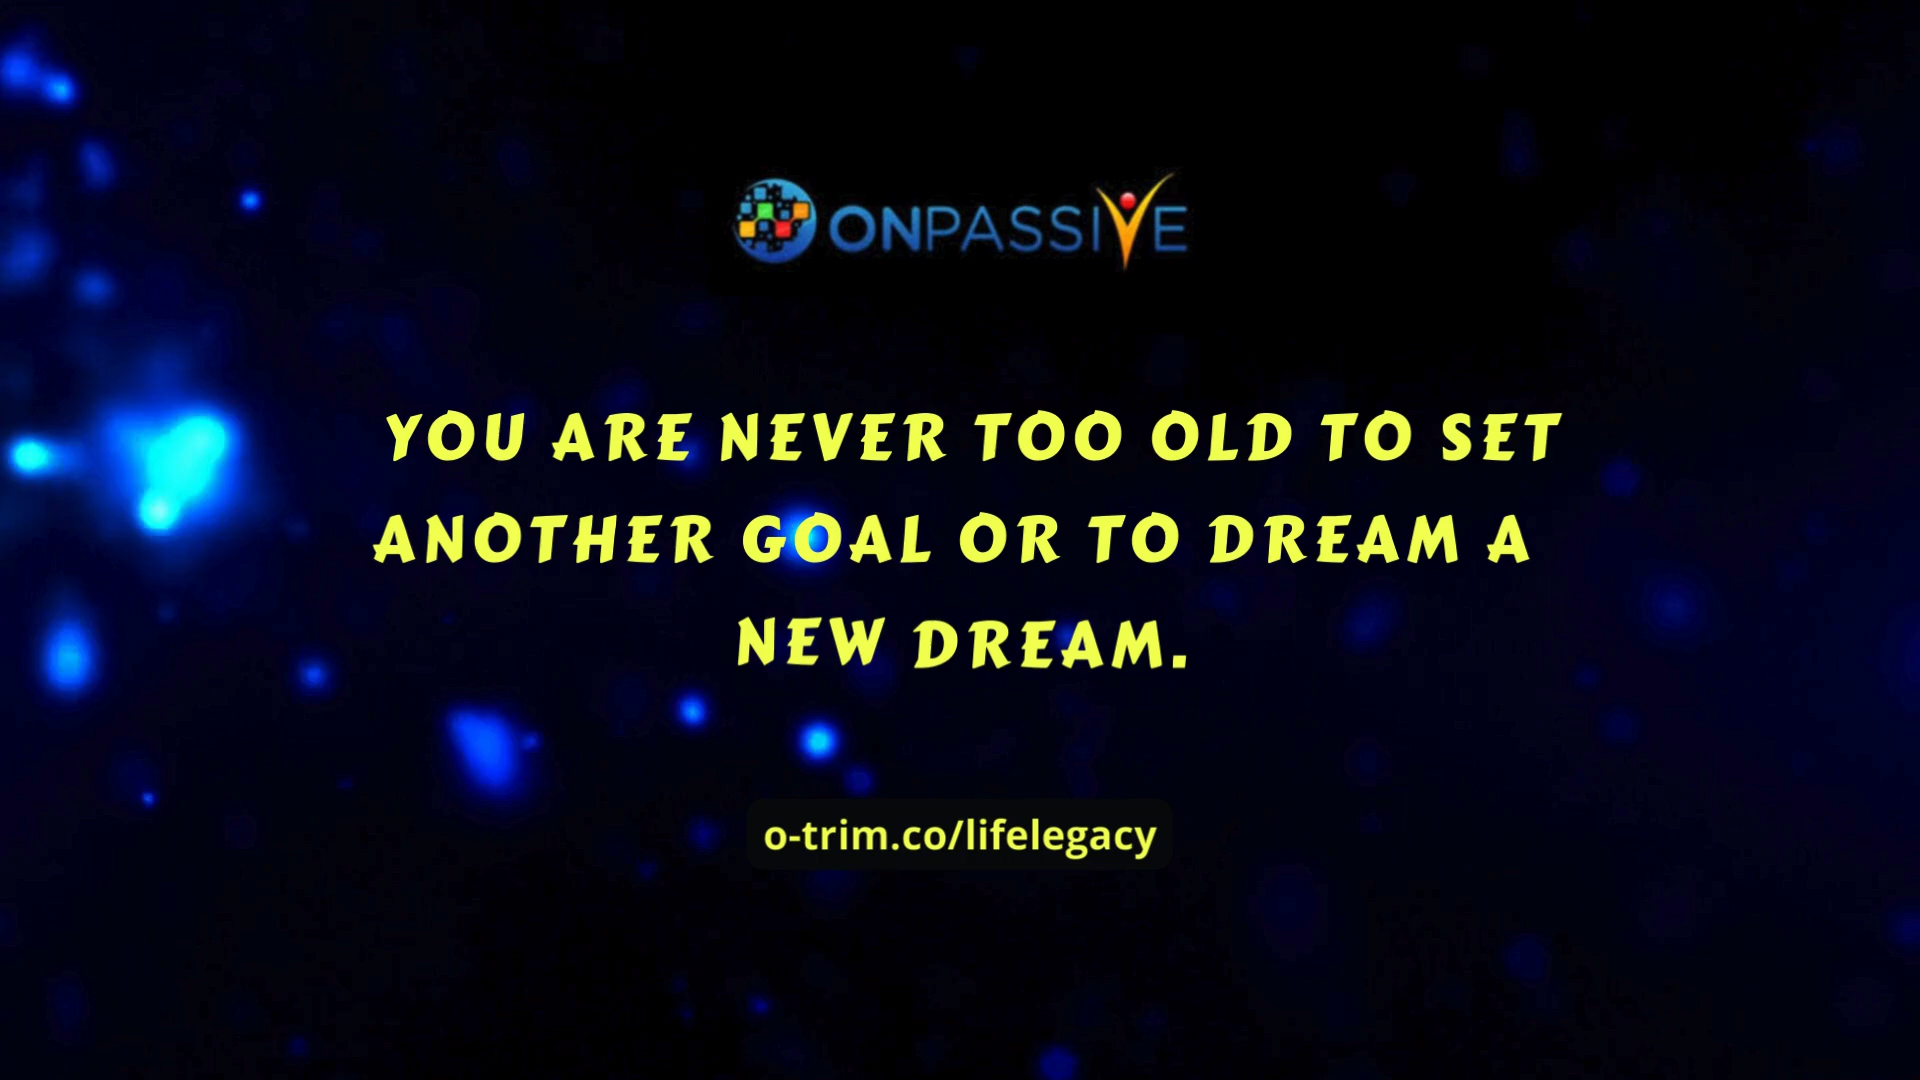 ONPASSIVE
YOU ARE NEVER TOO OLD TO SET
ANOTHER GOAL OR TO DREAM A
NEW DREAM.
o-trim.co/lifelegacy